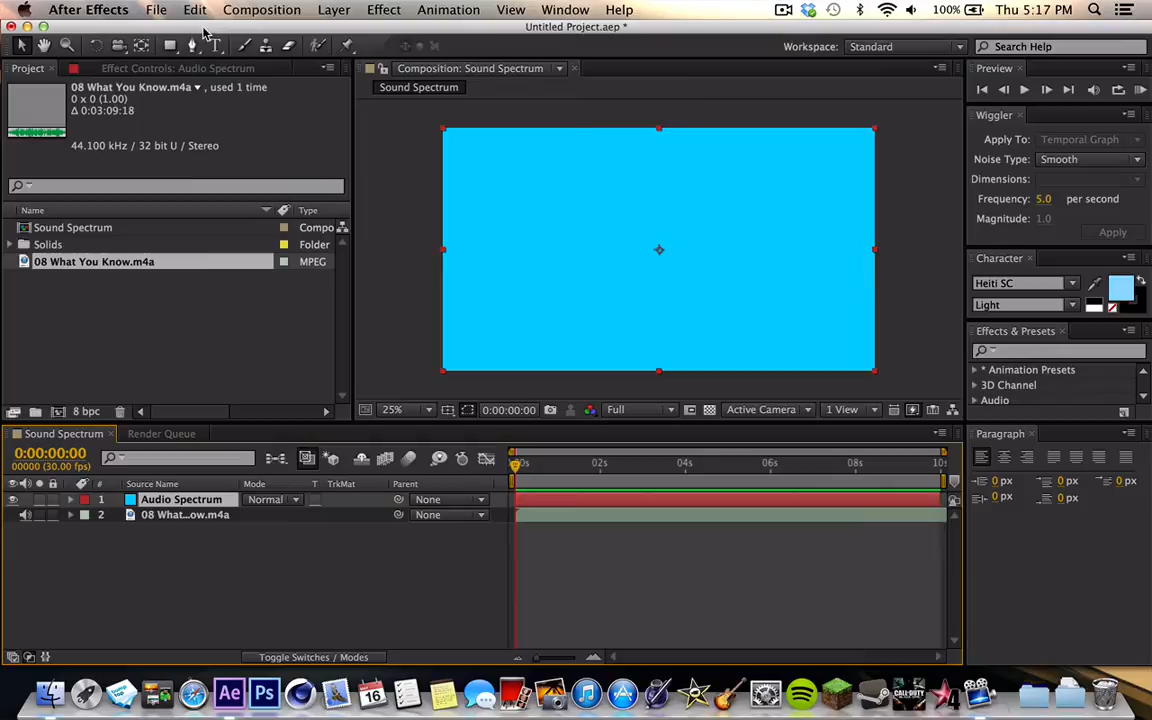 After Effects File Edit Composition Layer Effect Animation View Window Help 100% Thu 5:17 PM
Untitled Project.aep *
Workspace: Standard Search Help
Project Effect Controls: Audio Spectrum Composition: Sound Spectrum Preview
Sound Spectrum
08 What You Know.m4a , used 1 time
0 x 0 (1.00)
Δ 0:03:09:18
44.100 kHz / 32 bit U / Stereo
Wiggler
Apply To: Temporal Graph
Noise Type: Smooth
Dimensions:
Frequency: 5.0 per second
Magnitude: 1.0
Apply
Name Type
Sound Spectrum Compo
Solids Folder
08 What You Know.m4a MPEG
Character
Heiti SC
Light
Effects & Presets
* Animation Presets
3D Channel
Audio
8 bpc
25% 0:00:00:00 Full Active Camera 1 View
Sound Spectrum Render Queue
Paragraph
0:00:00:00
00000 (30.00 fps)
00s 02s 04s 06s 08s 10s
# Source Name Mode T TrkMat Parent
1 Audio Spectrum Normal None
2 08 What...ow.m4a None
0 px 0 px 0 px
0 px 0 px
Toggle Switches / Modes
Ae Ps 16